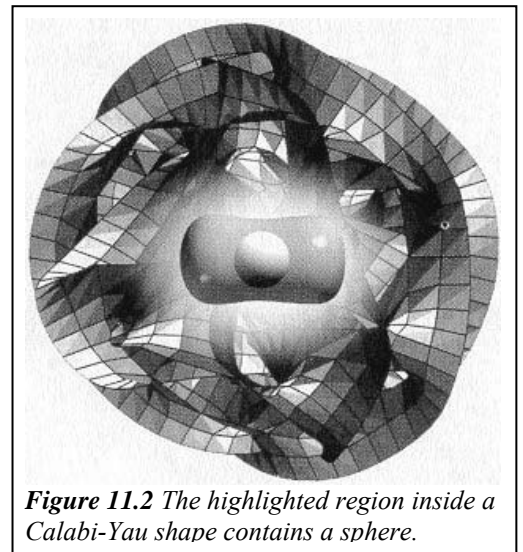 Figure 11.2 The highlighted region inside a
Calabi-Yau shape contains a sphere.